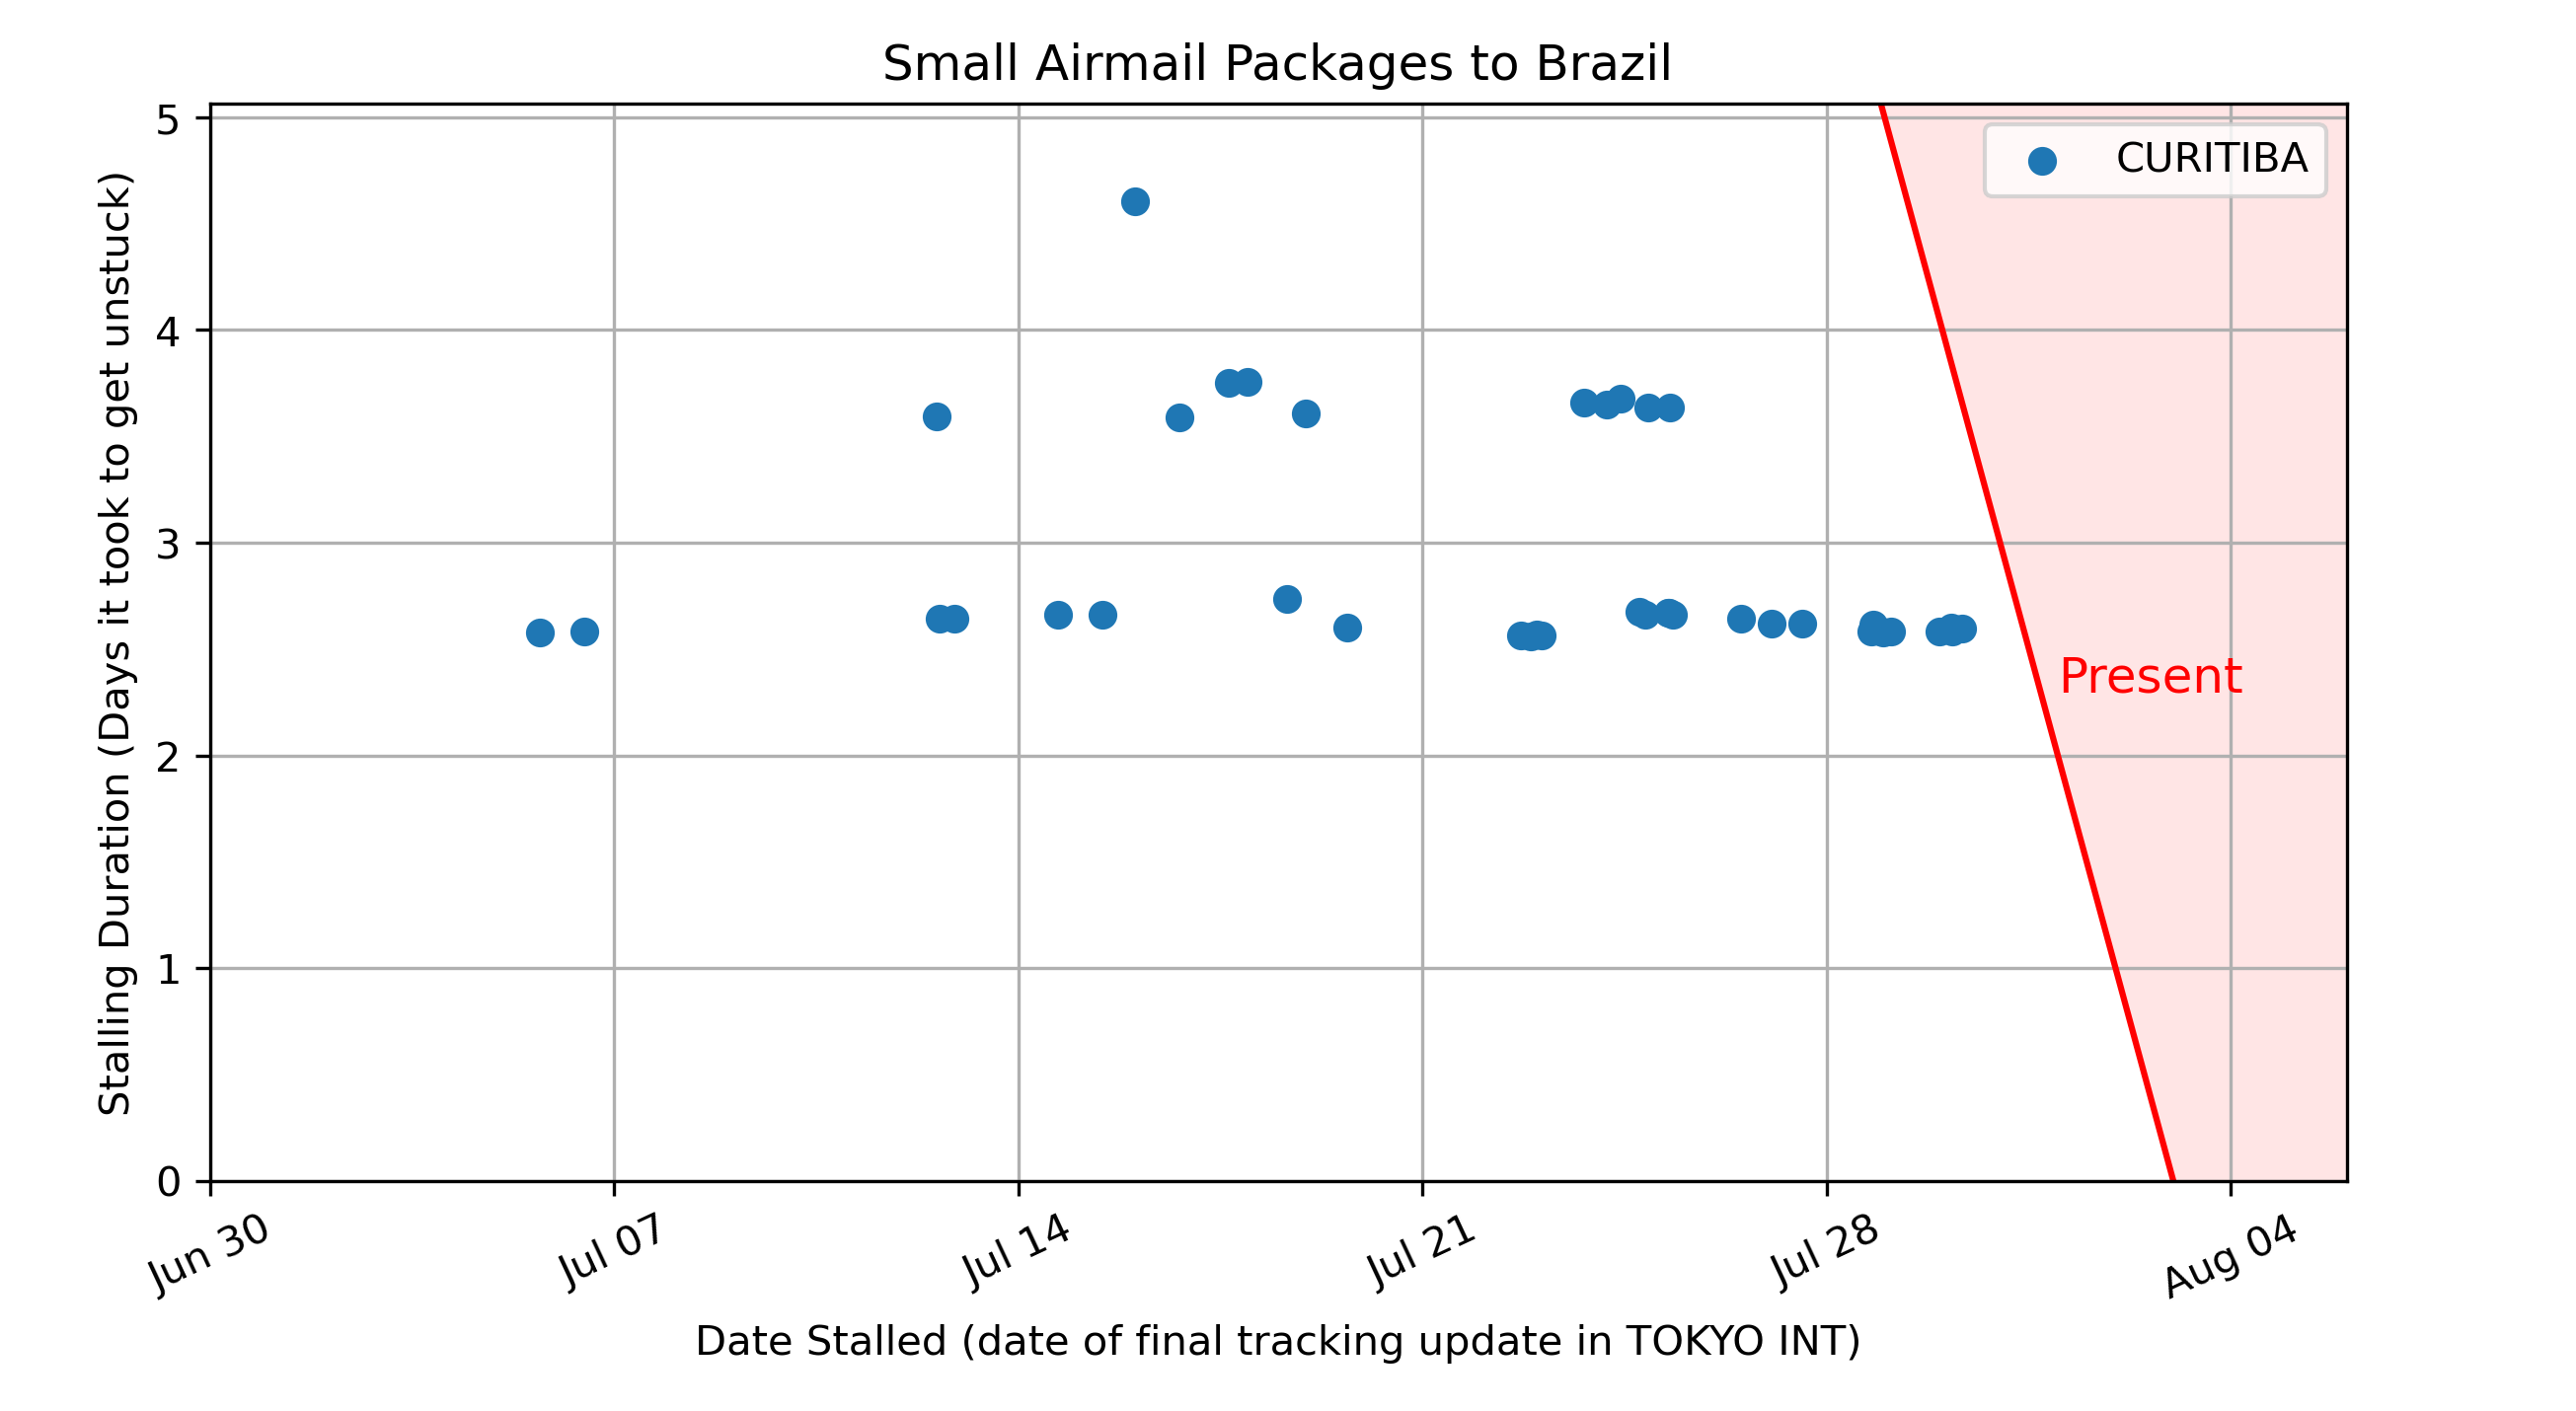 Small Airmail Packages to Brazil
Stalling Duration (Days it took to get unstuck)
5
4
3
2
1
0
CURITIBA
Present
Jun 30
Jul 07
Jul 14
Jul 21
Jul 28
Aug 04
Date Stalled (date of final tracking update in TOKYO INT)